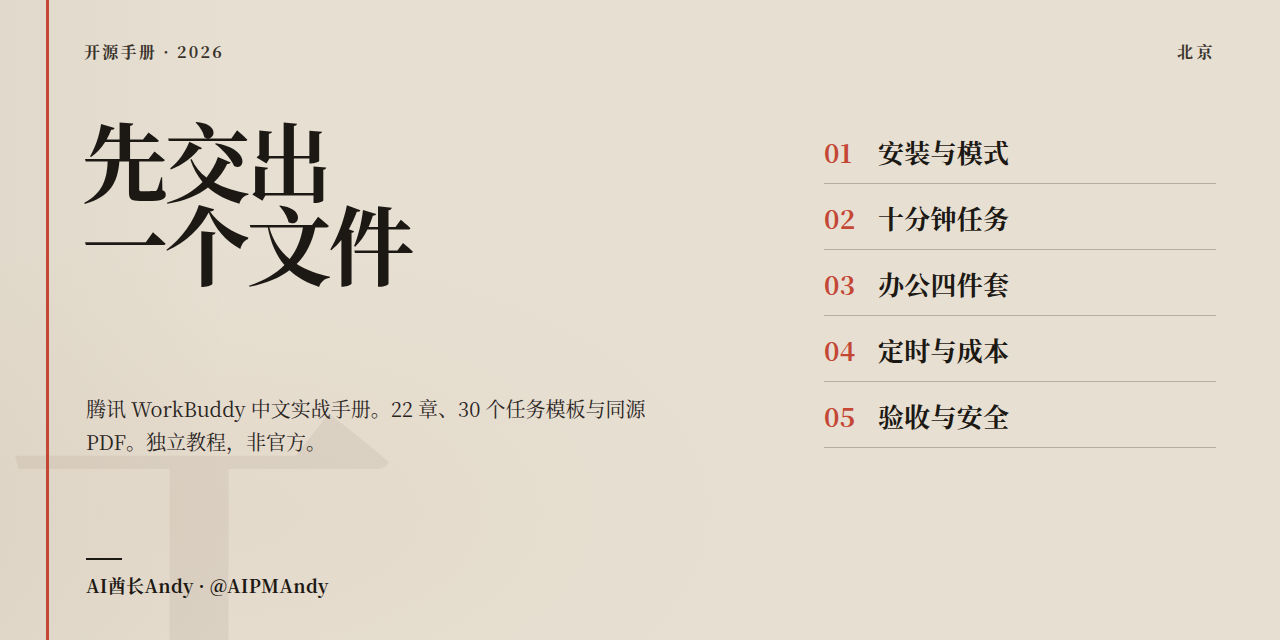 开源手册 · 2026
北京
先交出
一个文件
腾讯 WorkBuddy 中文实战手册。22 章、30 个任务模板与同源
PDF。独立教程，非官方。
AI酋长Andy · @AIPMAndy
01 安装与模式
02 十分钟任务
03 办公四件套
04 定时与成本
05 验收与安全